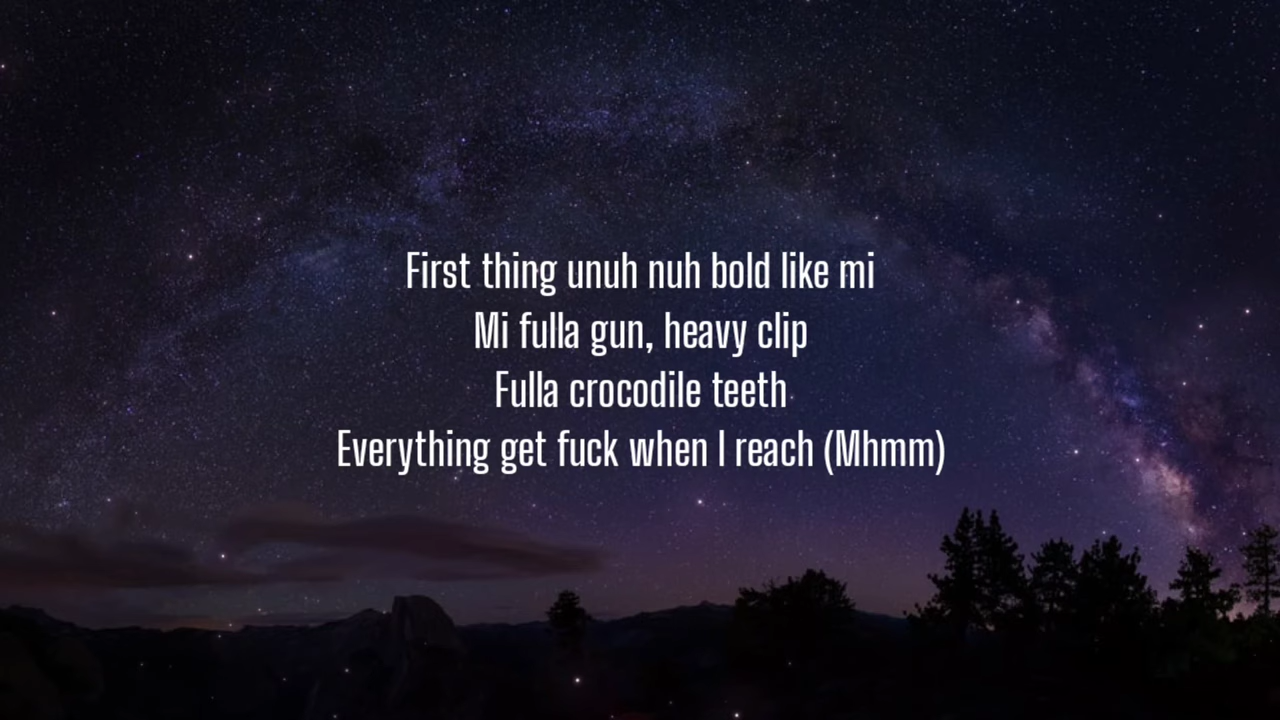 First thing unuh nuh bold like mi
Mi fulla gun, heavy clip
Fulla crocodile teeth
Everything get fuck when I reach (Mhmm)